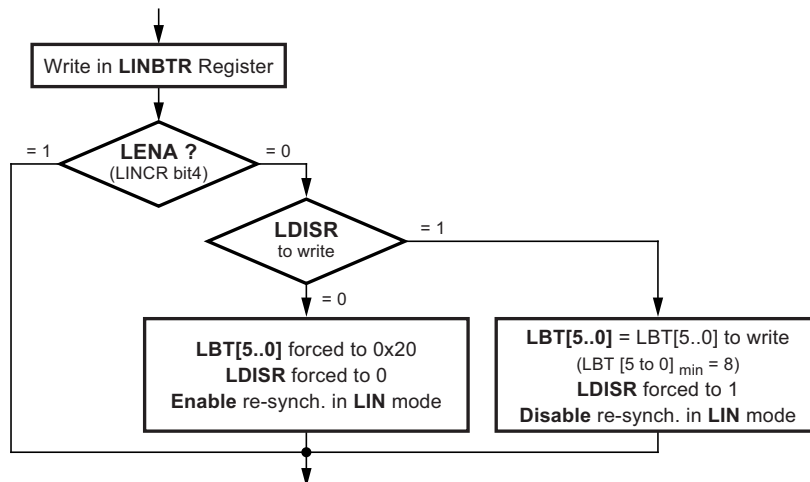 Write in LINBTR Register
= 1
LENA ?
= 0
(LINCR bit4)
LDISR
= 1
to write
= 0
LBT[5..0] forced to 0x20
LDISR forced to 0
Enable re-synch. in LIN mode
LBT[5..0] = LBT[5..0] to write
(LBT [5 to 0] min = 8)
LDISR forced to 1
Disable re-synch. in LIN mode